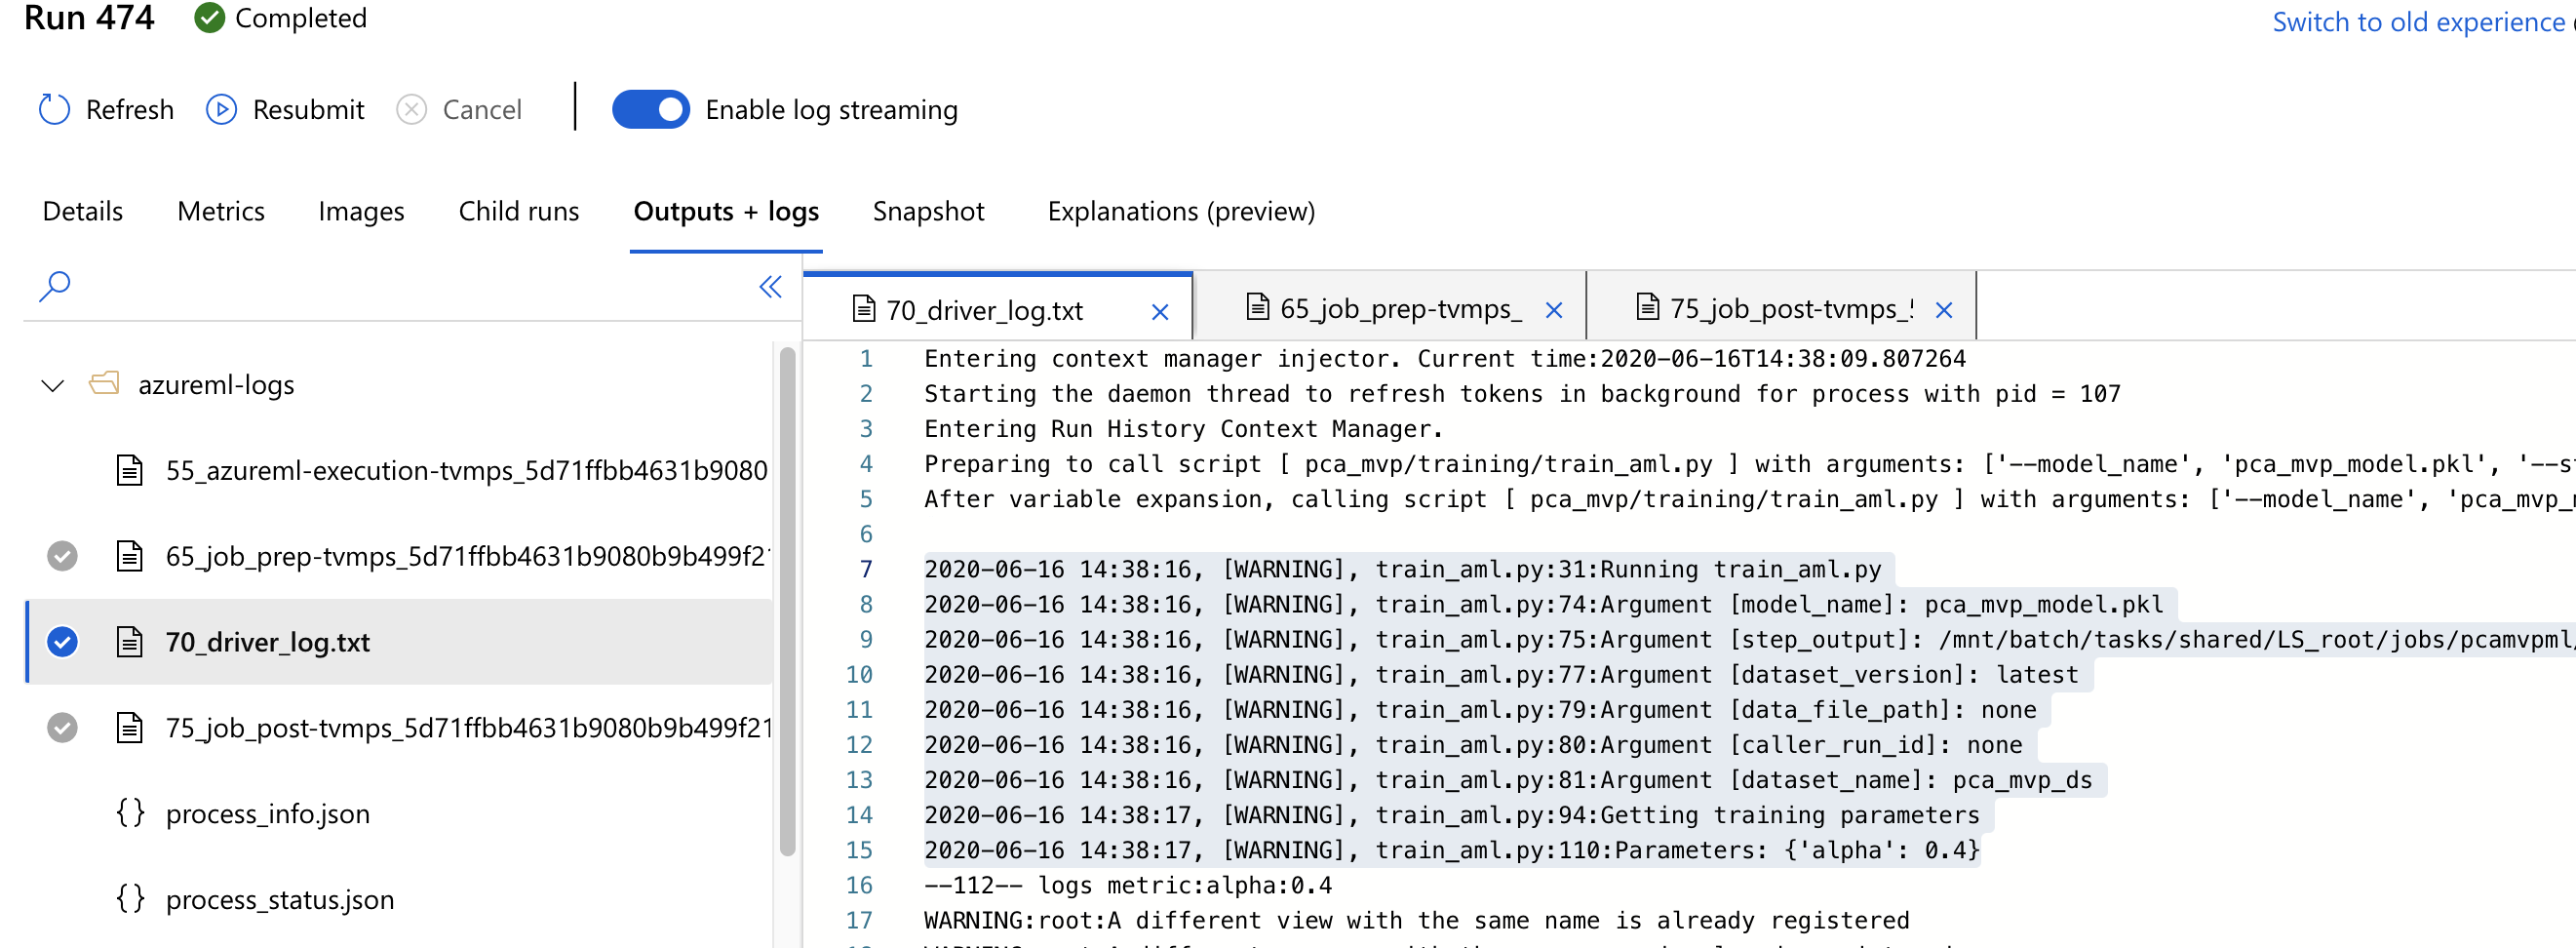 Run 474 Completed Switch to old experience
Refresh Resubmit Cancel Enable log streaming
Details Metrics Images Child runs Outputs + logs Snapshot Explanations (preview)
azureml-logs
55_azureml-execution-tvmps_5d71ffbb4631b9080
65_job_prep-tvmps_5d71ffbb4631b9080b9b499f21
70_driver_log.txt
75_job_post-tvmps_5d71ffbb4631b9080b9b499f21
{} process_info.json
{} process_status.json
70_driver_log.txt 65_job_prep-tvmps_ 75_job_post-tvmps_5
1 Entering context manager injector. Current time:2020-06-16T14:38:09.807264
2 Starting the daemon thread to refresh tokens in background for process with pid = 107
3 Entering Run History Context Manager.
4 Preparing to call script [ pca_mvp/training/train_aml.py ] with arguments: ['--model_name', 'pca_mvp_model.pkl', '--st
5 After variable expansion, calling script [ pca_mvp/training/train_aml.py ] with arguments: ['--model_name', 'pca_mvp_m
6
7 2020-06-16 14:38:16, [WARNING], train_aml.py:31:Running train_aml.py
8 2020-06-16 14:38:16, [WARNING], train_aml.py:74:Argument [model_name]: pca_mvp_model.pkl
9 2020-06-16 14:38:16, [WARNING], train_aml.py:75:Argument [step_output]: /mnt/batch/tasks/shared/LS_root/jobs/pcamvpml/
10 2020-06-16 14:38:16, [WARNING], train_aml.py:77:Argument [dataset_version]: latest
11 2020-06-16 14:38:16, [WARNING], train_aml.py:79:Argument [data_file_path]: none
12 2020-06-16 14:38:16, [WARNING], train_aml.py:80:Argument [caller_run_id]: none
13 2020-06-16 14:38:16, [WARNING], train_aml.py:81:Argument [dataset_name]: pca_mvp_ds
14 2020-06-16 14:38:17, [WARNING], train_aml.py:94:Getting training parameters
15 2020-06-16 14:38:17, [WARNING], train_aml.py:110:Parameters: {'alpha': 0.4}
16 --112-- logs metric:alpha:0.4
17 WARNING:root:A different view with the same name is already registered